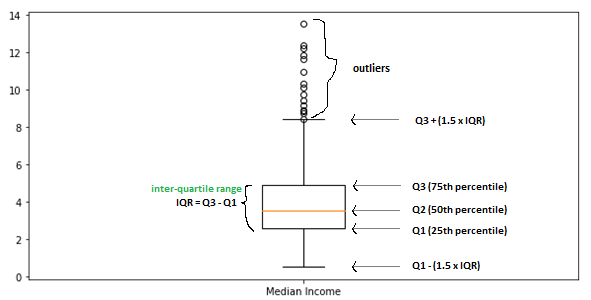 14
12
10
8
6
4
2
0
outliers
Q3 + (1.5 x IQR)
inter-quartile range
IQR = Q3 - Q1
Q3 (75th percentile)
Q2 (50th percentile)
Q1 (25th percentile)
Q1 - (1.5 x IQR)
Median Income